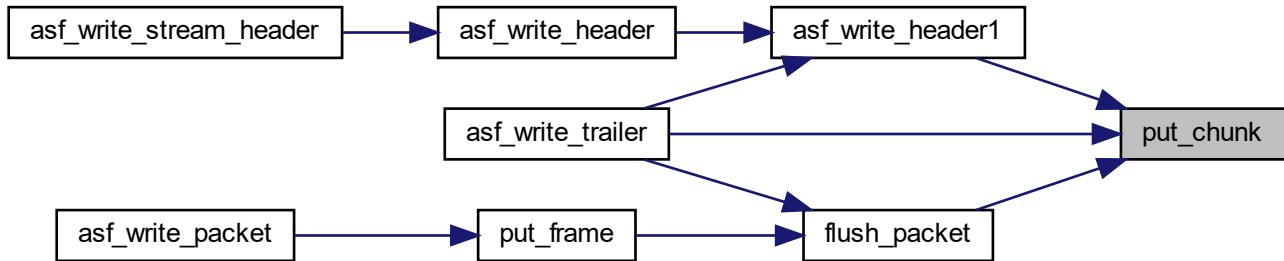 asf_write_stream_header
asf_write_header
asf_write_header1
asf_write_trailer
put_chunk
asf_write_packet
put_frame
flush_packet